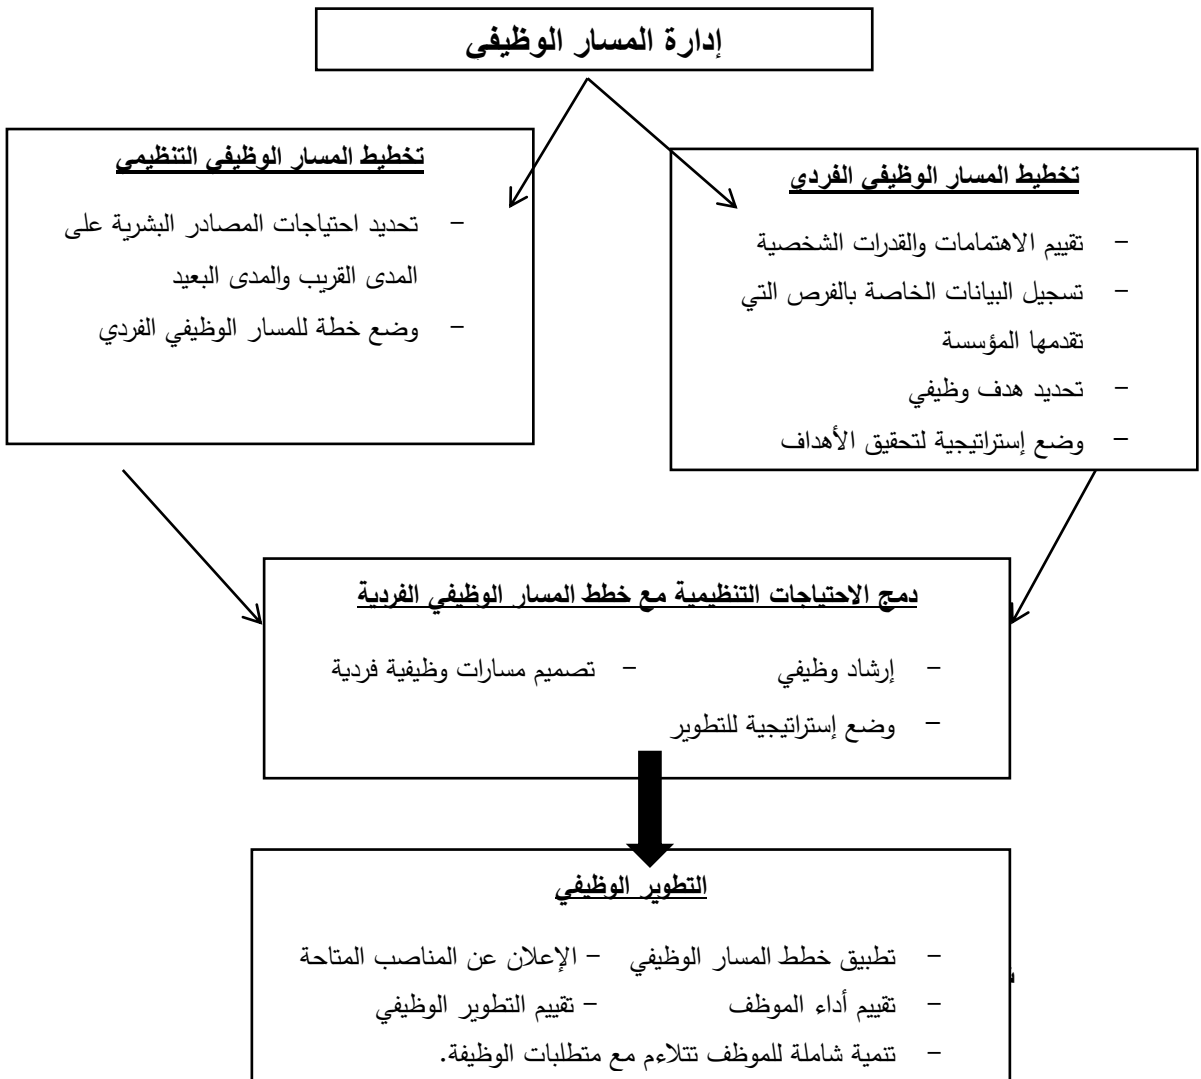 إدارة المسار الوظيفي
تخطيط المسار الوظيفي الفردي
- تقييم الاهتمامات والقدرات الشخصية
- تسجيل البيانات الخاصة بالفرص التي
تقدمها المؤسسة
- تحديد هدف وظيفي
- وضع إستراتيجية لتحقيق الأهداف
تخطيط المسار الوظيفي التنظيمي
- تحديد احتياجات المصادر البشرية على
المدى القريب والمدى البعيد
- وضع خطة للمسار الوظيفي الفردي
دمج الاحتياجات التنظيمية مع خطط المسار الوظيفي الفردية
- إرشاد وظيفي - تصميم مسارات وظيفية فردية
- وضع إستراتيجية للتطوير
التطوير الوظيفي
- تطبيق خطط المسار الوظيفي - الإعلان عن المناصب المتاحة
- تقييم أداء الموظف - تقييم التطوير الوظيفي
- تنمية شاملة للموظف تتلاءم مع متطلبات الوظيفة.